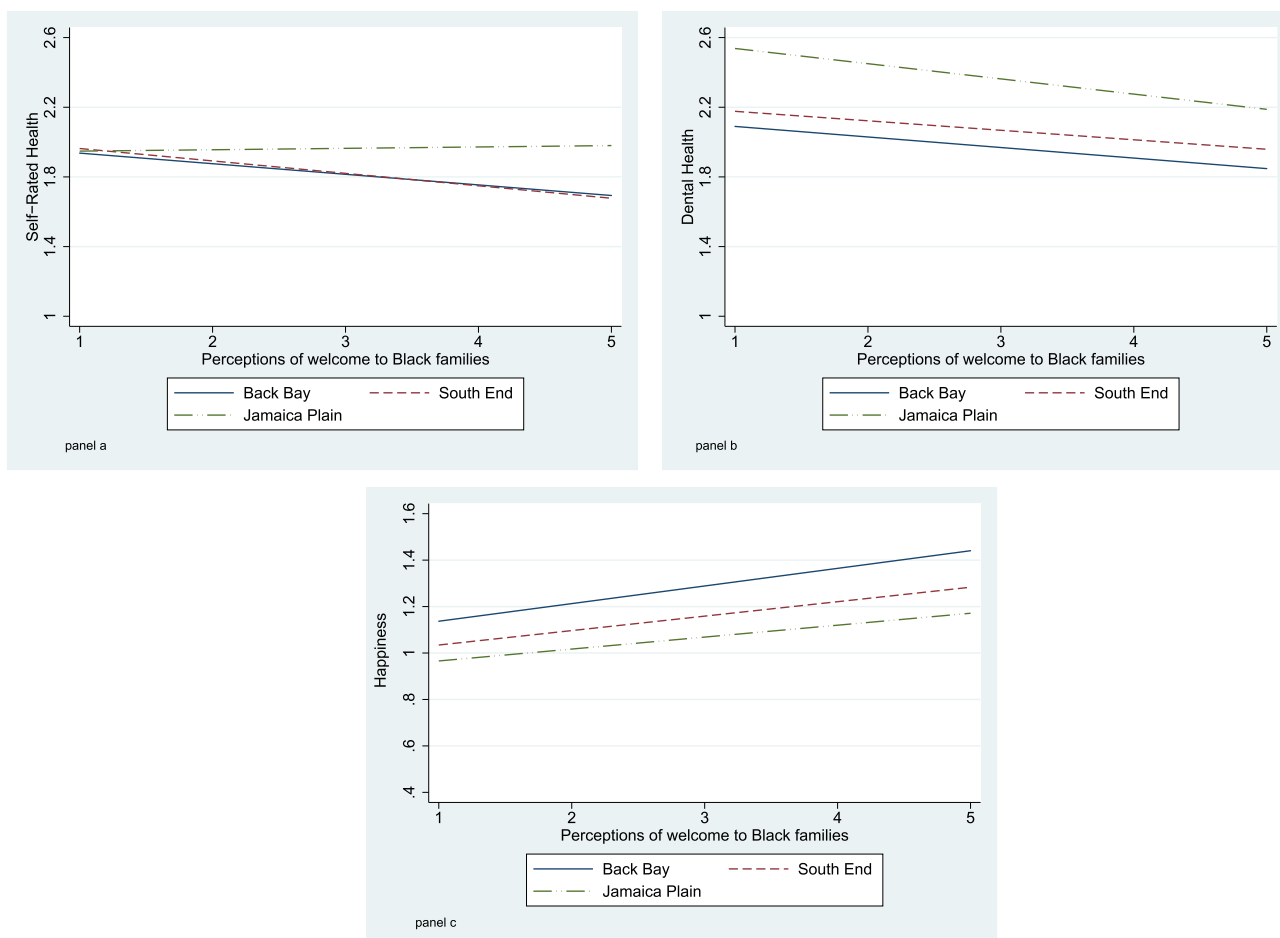 Self−Rated Health
2.6
2.2
1.8
1.4
1
1 2 3 4 5
Perceptions of welcome to Black families
Back Bay South End
Jamaica Plain
panel a
Dental Health
2.6
2.2
1.8
1.4
1
1 2 3 4 5
Perceptions of welcome to Black families
Back Bay South End
Jamaica Plain
panel b
Happiness
1.6
1.4
1.2
1
.8
.6
.4
1 2 3 4 5
Perceptions of welcome to Black families
Back Bay South End
Jamaica Plain
panel c